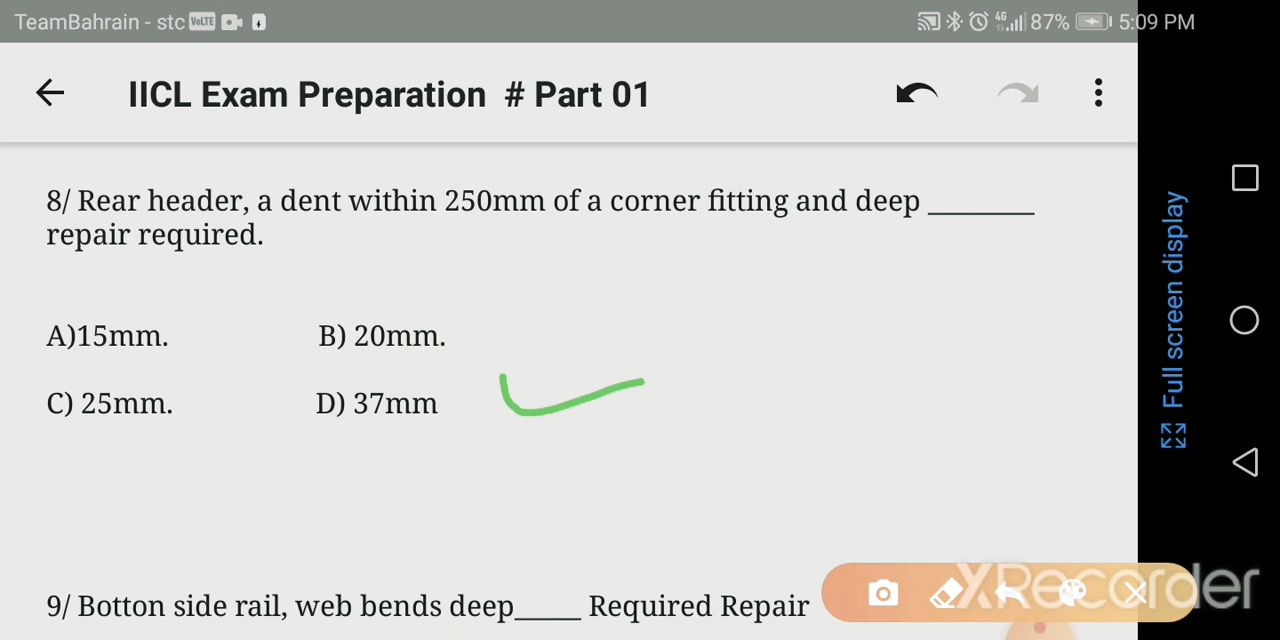 TeamBahrain - stc VoLTE 4G 87% 5:09 PM
IICL Exam Preparation # Part 01
8/ Rear header, a dent within 250mm of a corner fitting and deep ________
repair required.
A)15mm. B) 20mm.
C) 25mm. D) 37mm
9/ Botton side rail, web bends deep_____ Required Repair
Full screen display
XRecorder